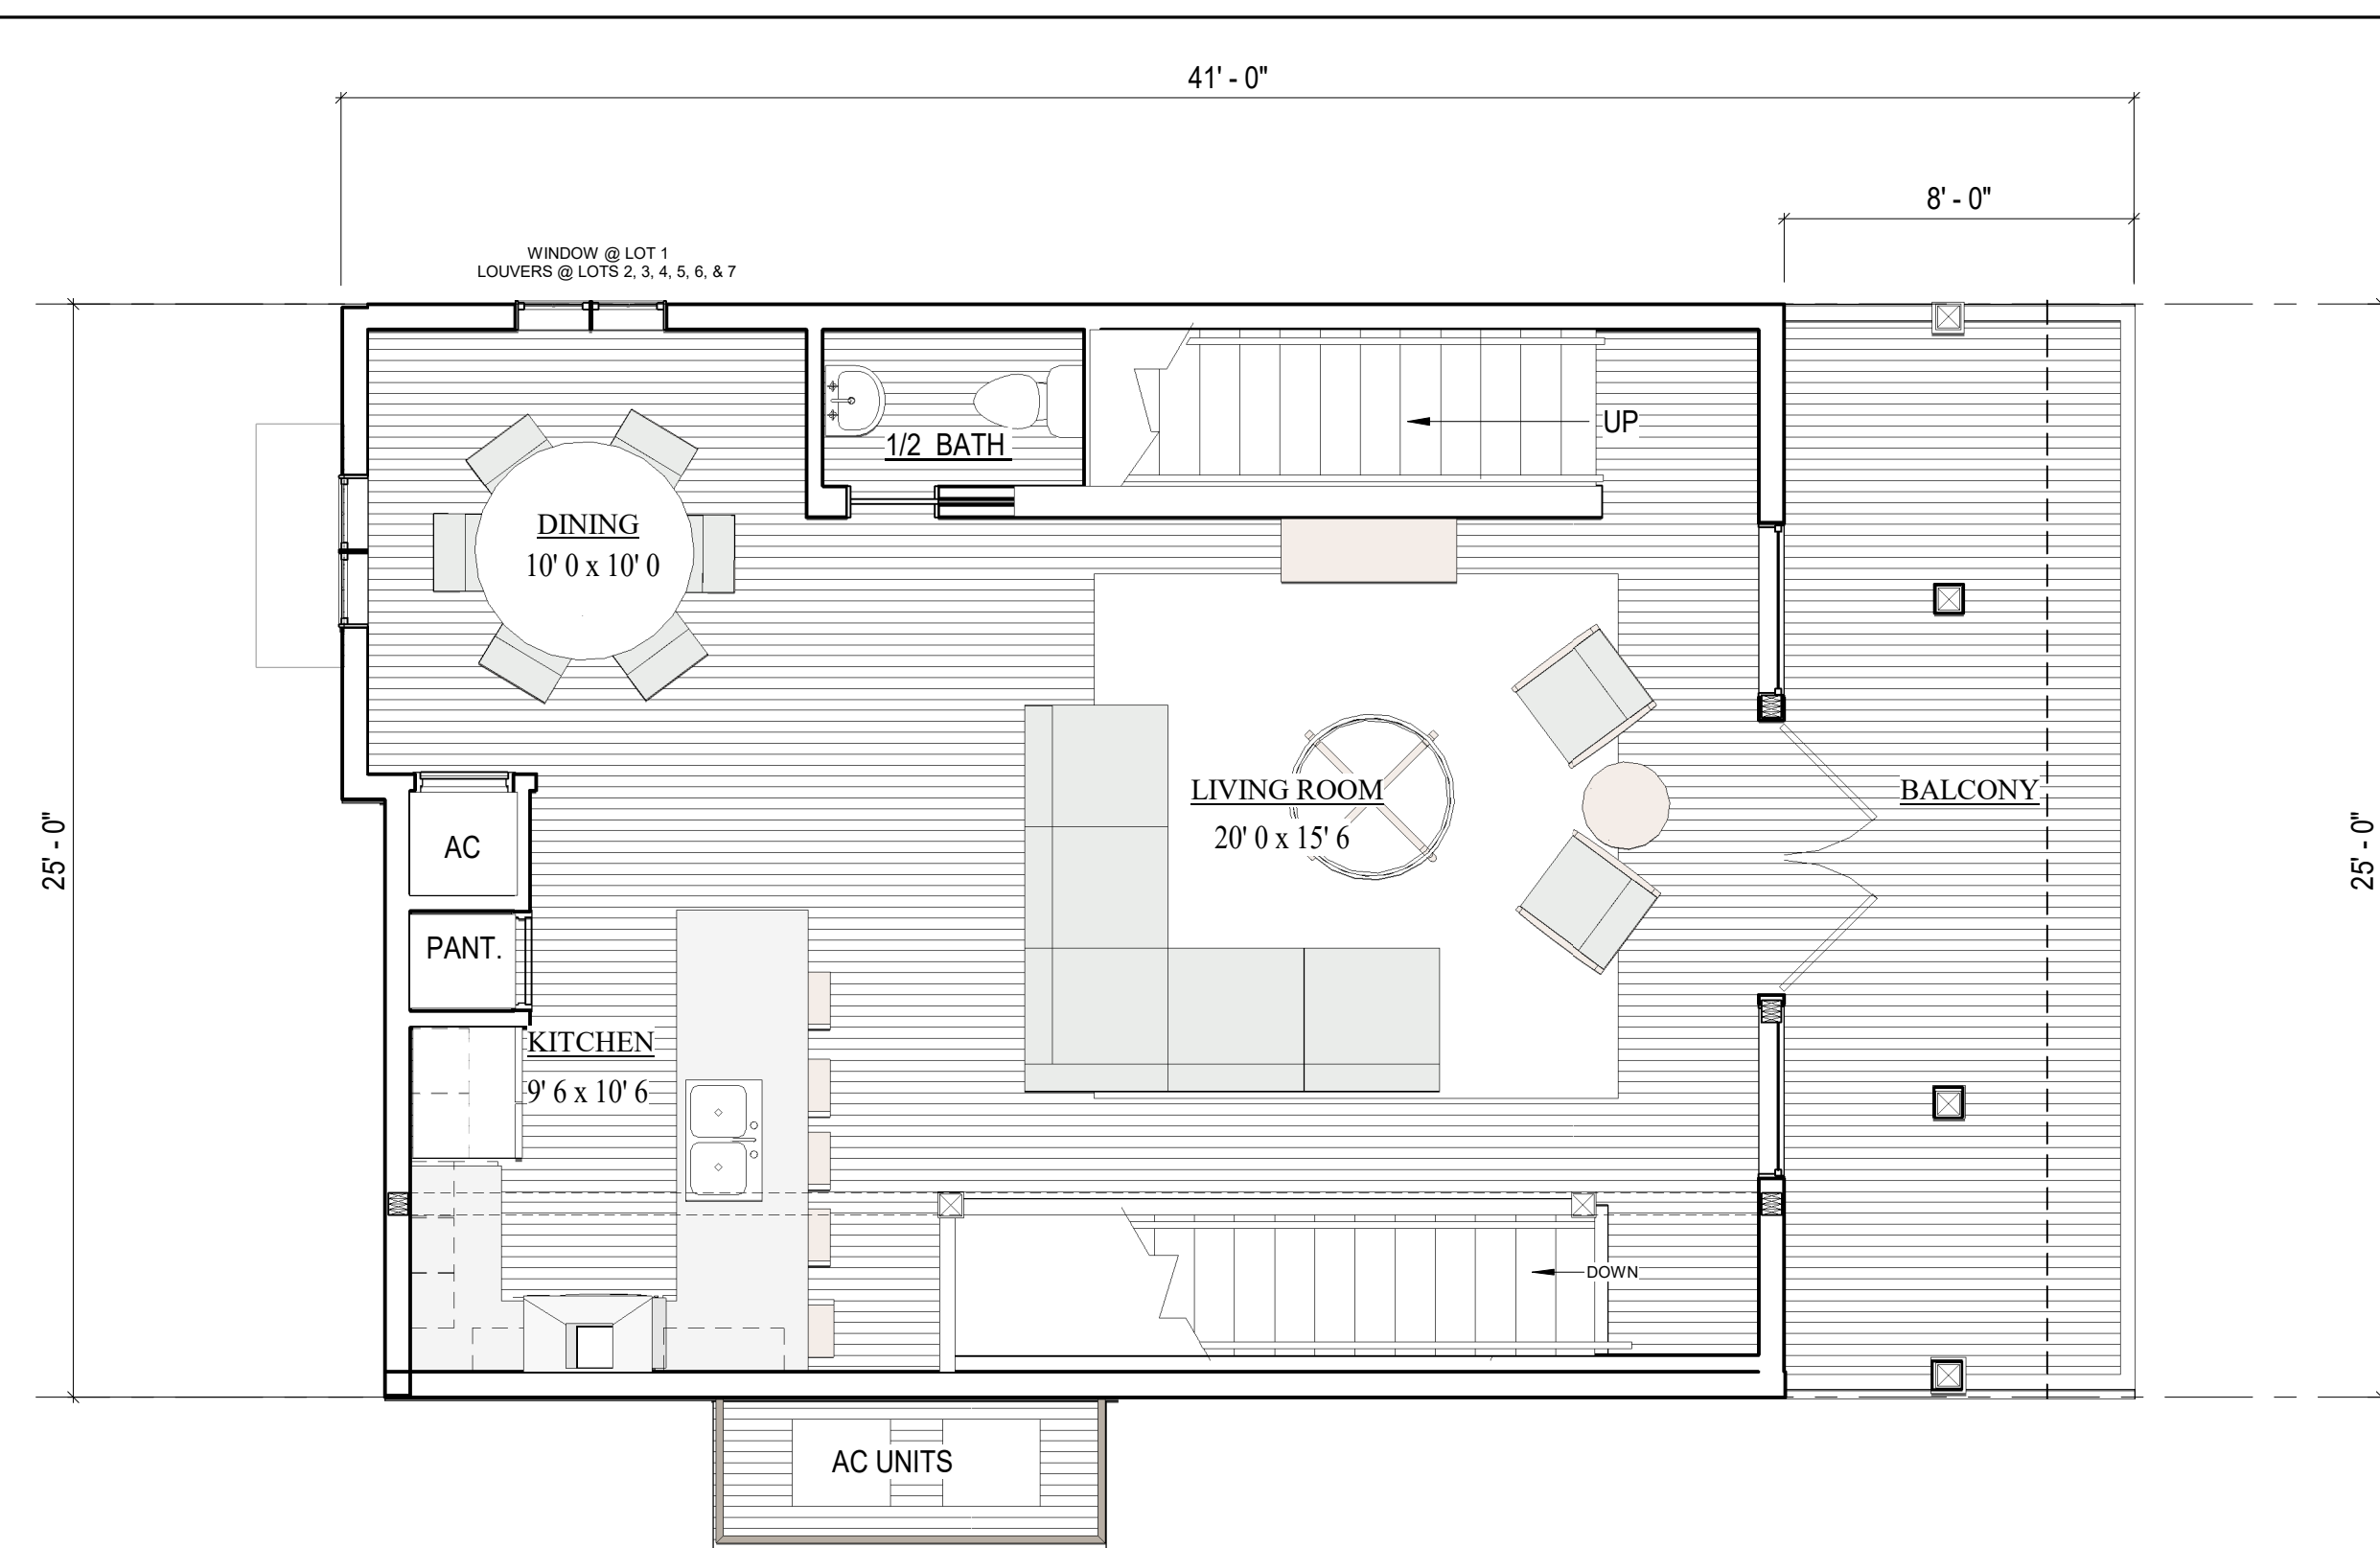 41' - 0"
8' - 0"
WINDOW @ LOT 1
LOUVERS @ LOTS 2, 3, 4, 5, 6, & 7
UP
1/2 BATH
DINING
10' 0 x 10' 0
LIVING ROOM
20' 0 x 15' 6
BALCONY
25' - 0"
25' - 0"
AC
PANT.
KITCHEN
9' 6 x 10' 6
DOWN
AC UNITS